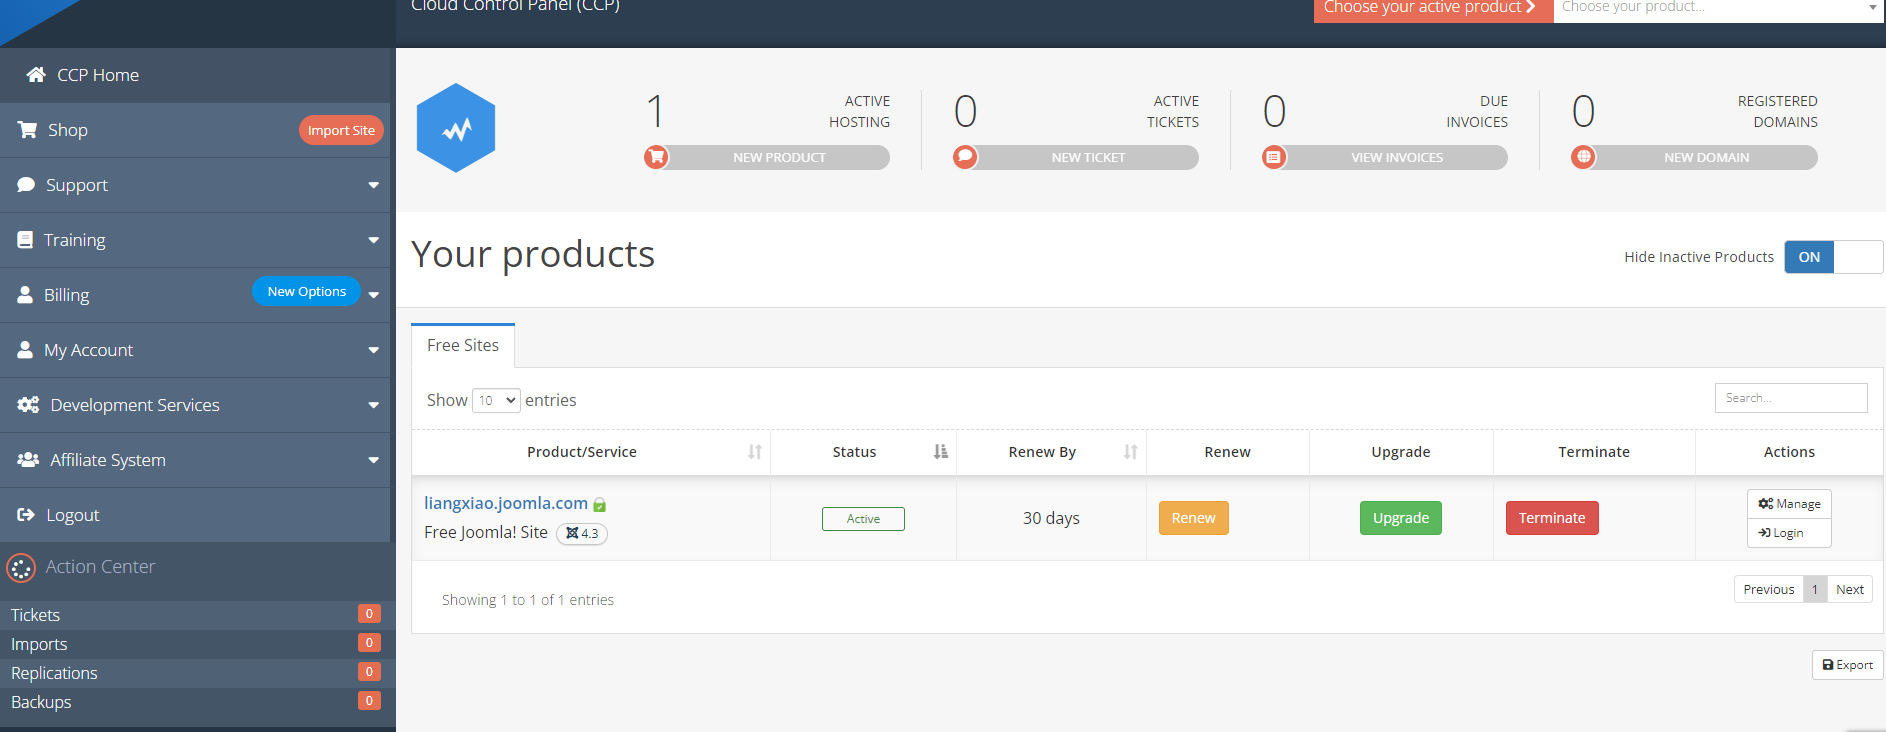 Cloud Control Panel (CCP)
Choose your active product
Choose your product...
CCP Home
Shop
Import Site
Support
Training
Billing
New Options
My Account
Development Services
Affiliate System
Logout
Action Center
Tickets 0
Imports 0
Replications 0
Backups 0
1 ACTIVE HOSTING
NEW PRODUCT
0 ACTIVE TICKETS
NEW TICKET
0 DUE INVOICES
VIEW INVOICES
0 REGISTERED DOMAINS
NEW DOMAIN
Your products
Hide Inactive Products ON
Free Sites
Show 10 entries
Search...
Product/Service Status Renew By Renew Upgrade Terminate Actions
liangxiao.joomla.com
Free Joomla! Site 4.3
Active
30 days
Renew
Upgrade
Terminate
Manage
Login
Showing 1 to 1 of 1 entries
Previous 1 Next
Export